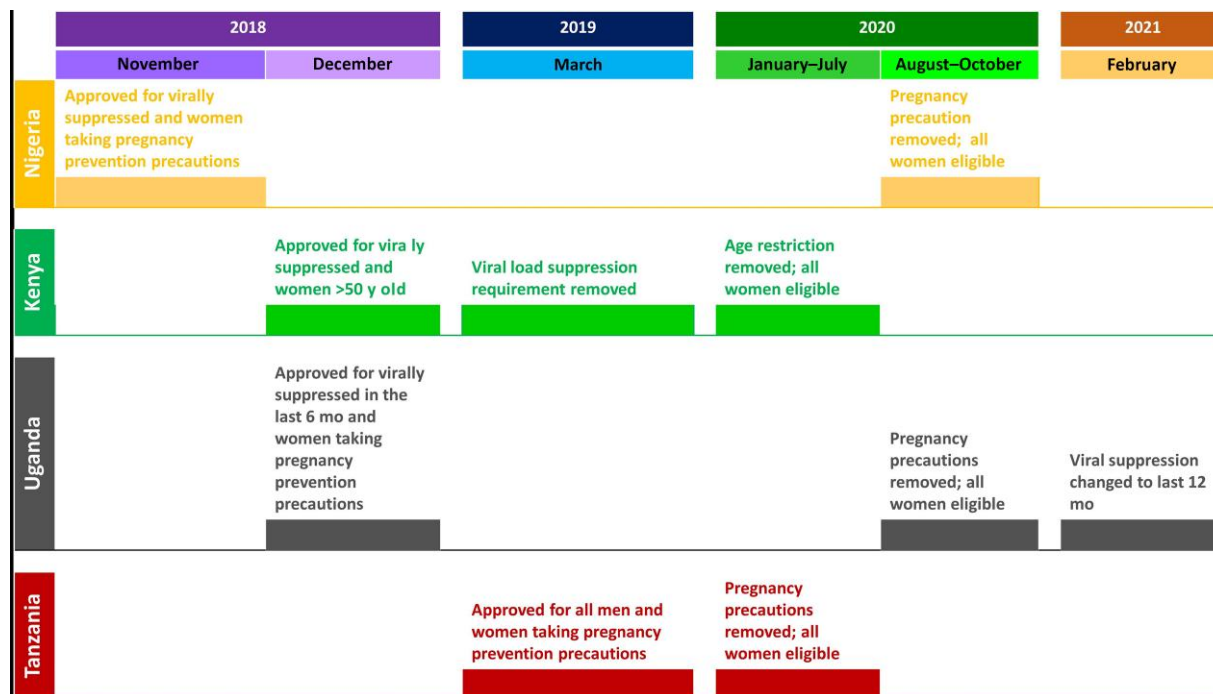 2018
2019
2020
2021
November
December
March
January–July
August–October
February
Nigeria
Approved for virally
suppressed and women
taking pregnancy
prevention precautions
Pregnancy
precaution
removed; all
women eligible
Kenya
Approved for vira ly
suppressed and
women >50 y old
Viral load suppression
requirement removed
Age restriction
removed; all
women eligible
Uganda
Approved for virally
suppressed in the
last 6 mo and
women taking
pregnancy
prevention
precautions
Pregnancy
precautions
removed; all
women eligible
Viral suppression
changed to last 12
mo
Tanzania
Approved for all men and
women taking pregnancy
prevention precautions
Pregnancy
precautions
removed; all
women eligible